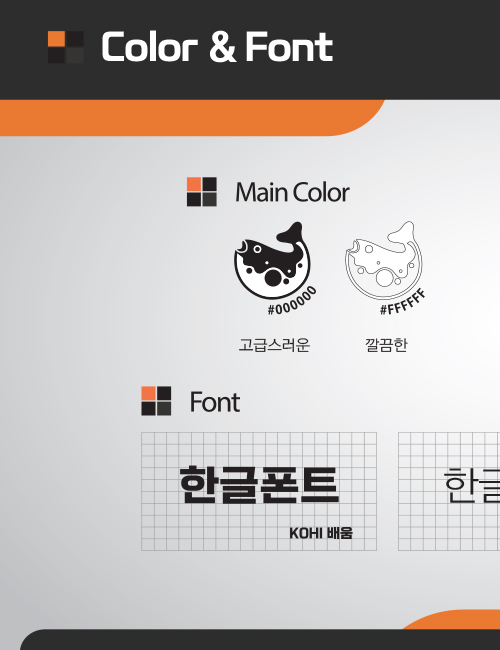 Color & Font
Main Color
#000000
#FFFFFF
고급스러운
깔끔한
Font
한글폰트
KOHI 배움
한글